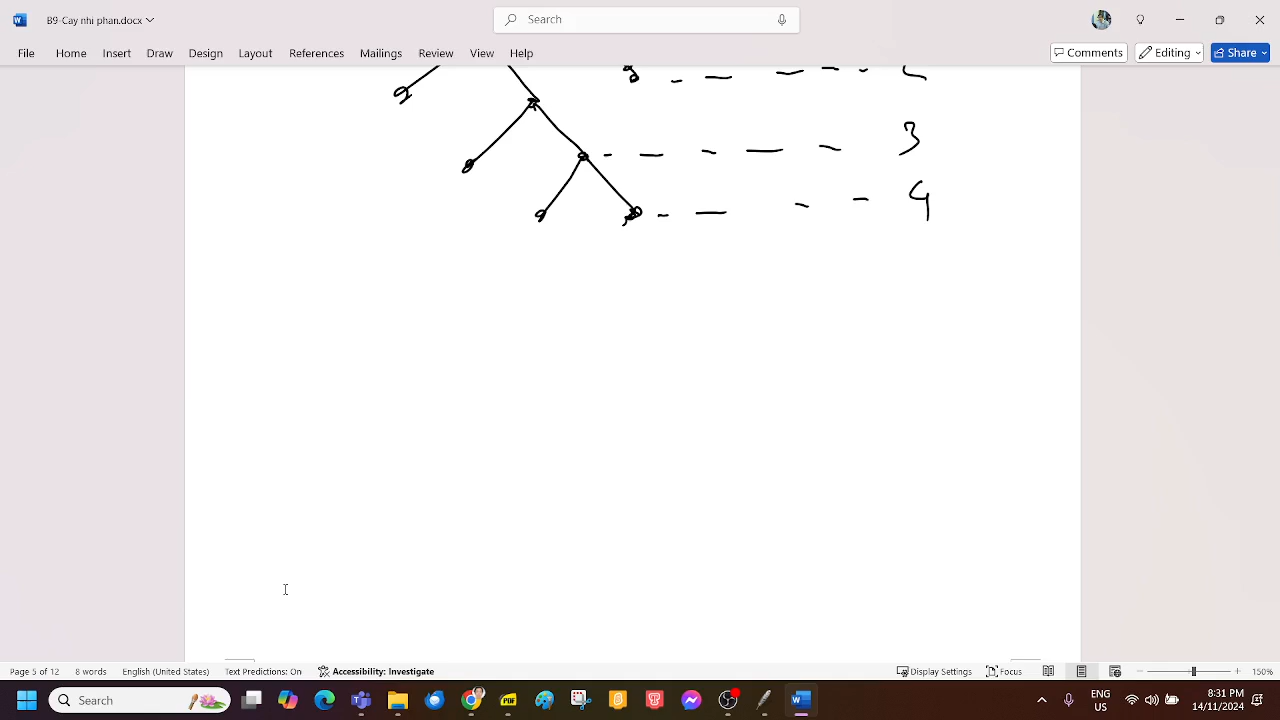 B9-Cay nhi phan.docx
Search
File Home Insert Draw Design Layout References Mailings Review View Help
Comments Editing Share
3
4
Page 5 of 12 8 words English (United States) Text Predictions: On Accessibility: Investigate Display Settings Focus 150%
Search PDF ENG 8:31 PM
US 14/11/2024